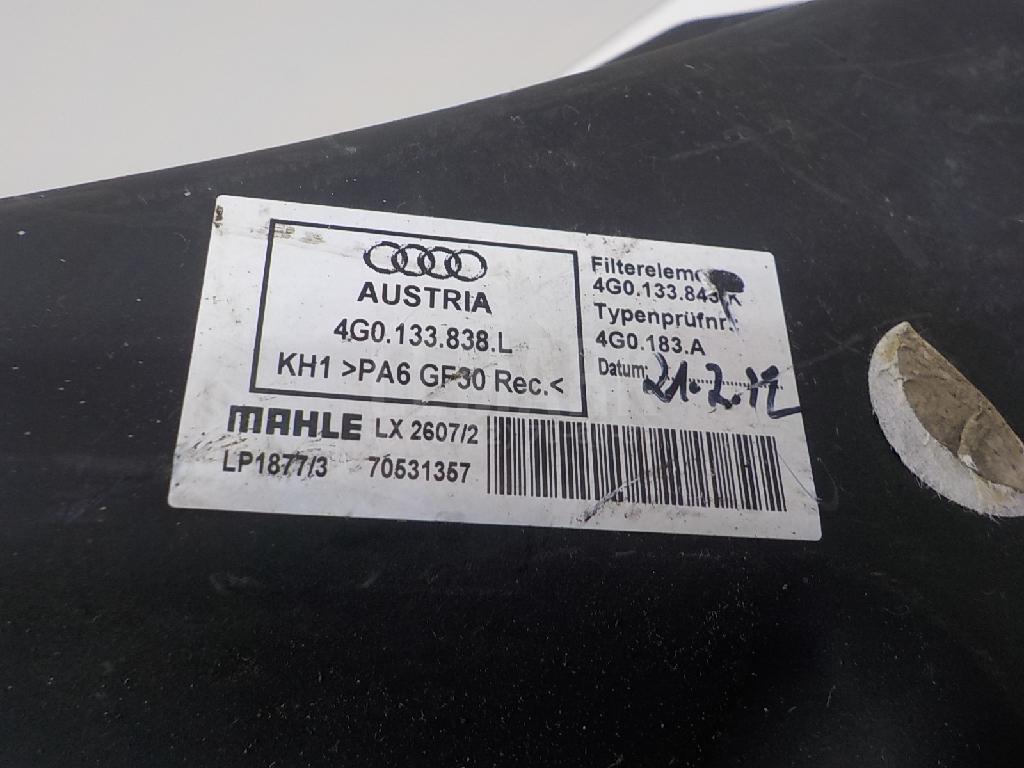 AUSTRIA
4G0.133.838.L
KH1 >PA6 GF30 Rec.<
MAHLE LX 2607/2
LP1877/3 70531357
Typenprüfnr.:
4G0.183.A
Datum: 21.2.12